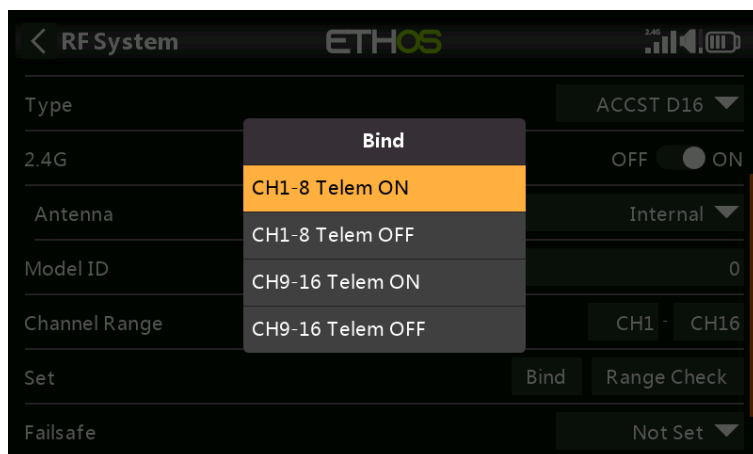 RF System
ETHOS
2.4G
Type
ACCST D16
Bind
2.4G
OFF ON
CH1-8 Telem ON
Antenna
Internal
CH1-8 Telem OFF
Model ID
0
CH9-16 Telem ON
Channel Range
CH1 - CH16
CH9-16 Telem OFF
Set
Bind
Range Check
Failsafe
Not Set